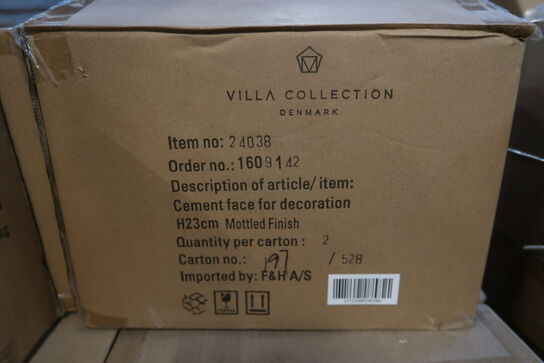 VILLA COLLECTION
DENMARK
Item no: 24038
Order no.: 1609142
Description of article/ item:
Cement face for decoration
H23cm Mottled Finish
Quantity per carton : 2
Carton no.: 197 / 528
Imported by: F&H A/S